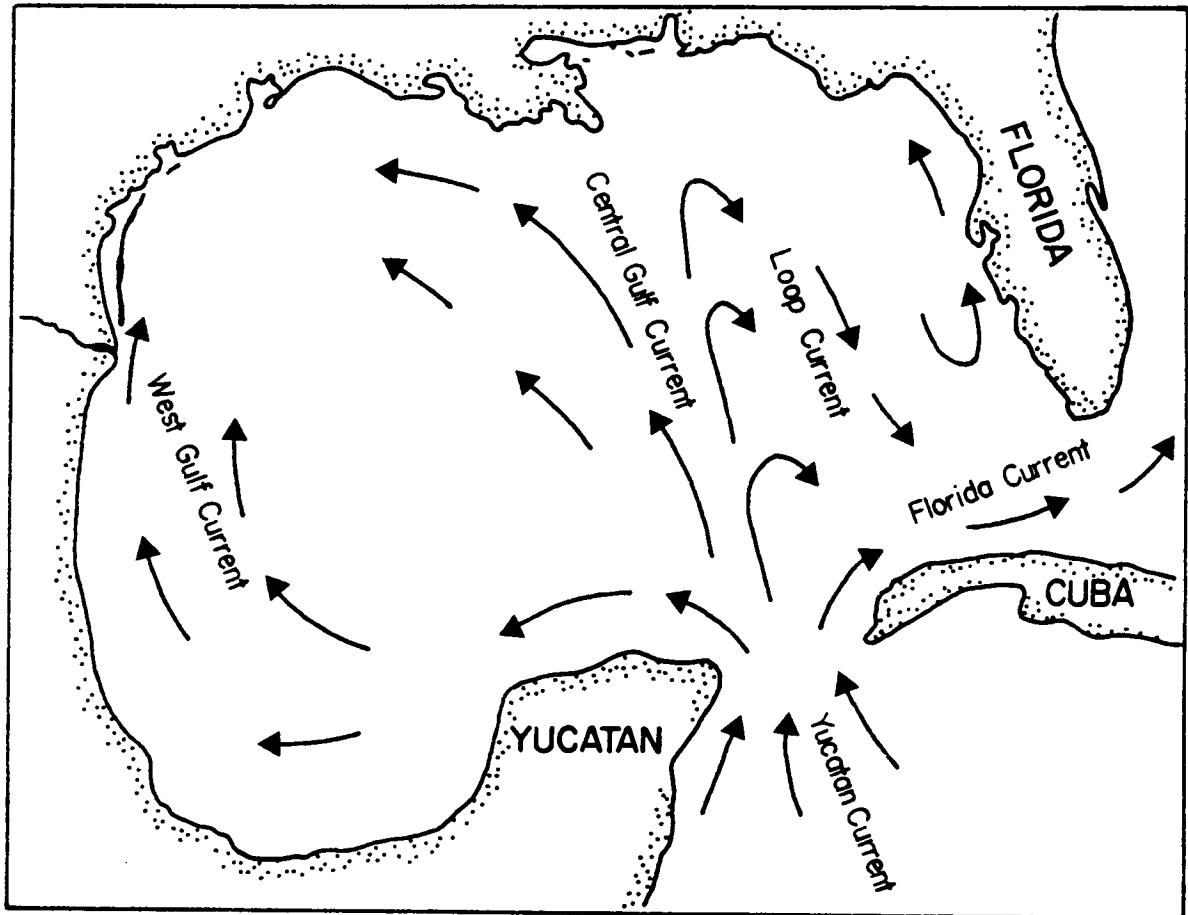 FLORIDA
Central Gulf Current
Loop Current
West Gulf Current
Florida Current
CUBA
YUCATAN
Yucatan Current